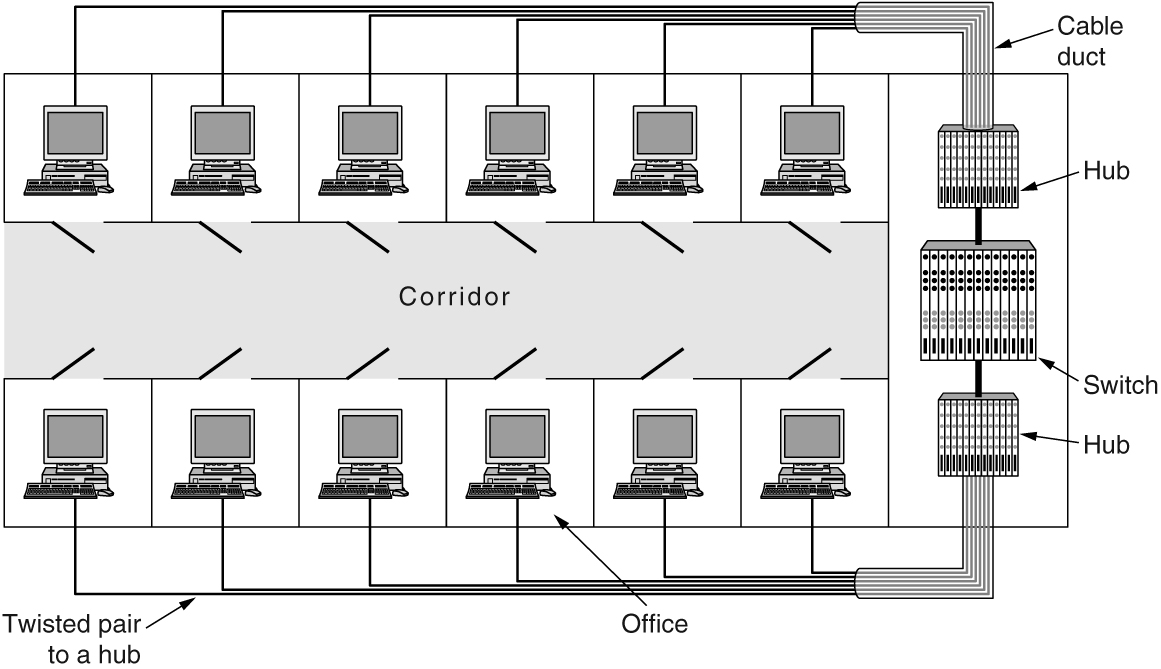 Cable
duct
Hub
Corridor
Switch
Hub
Twisted pair
to a hub
Office